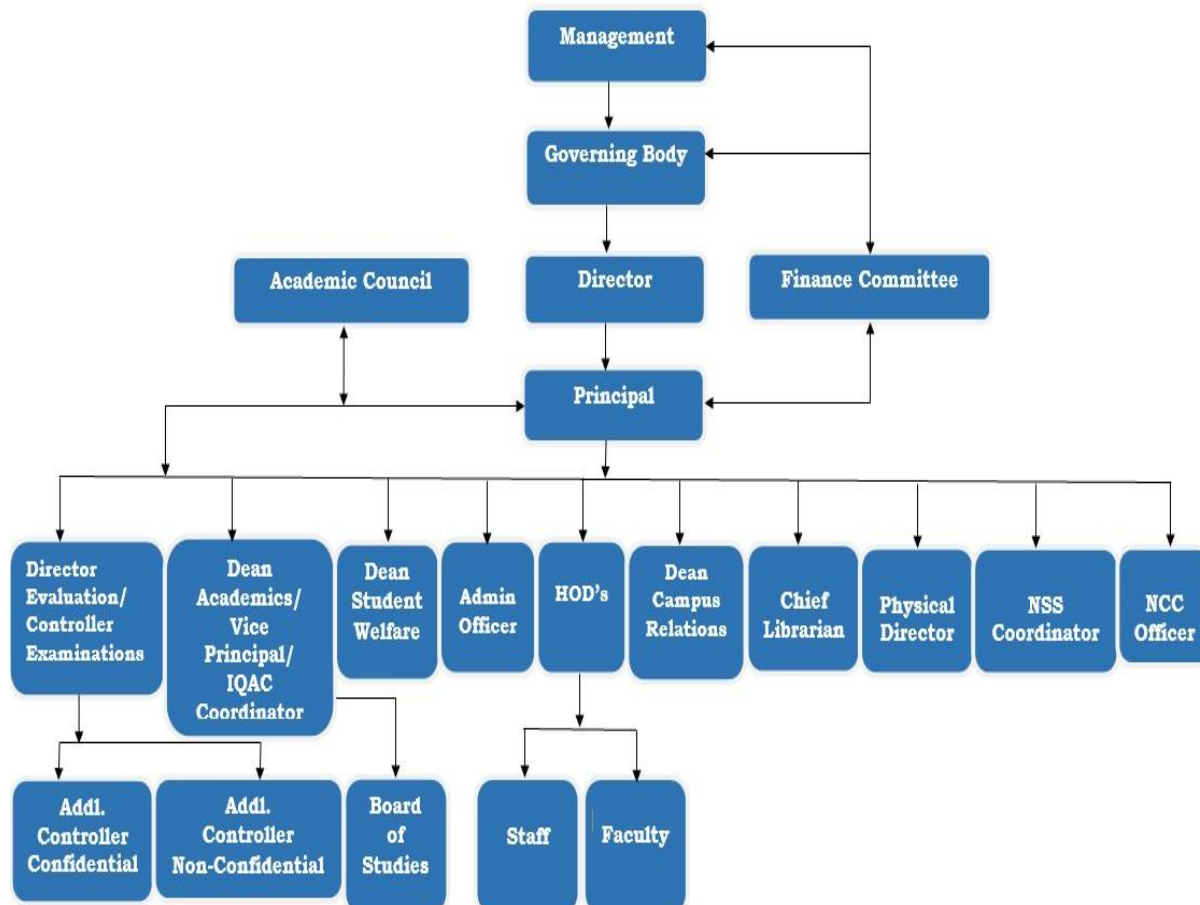 Management
Governing Body
Academic Council
Director
Finance Committee
Principal
Director
Evaluation/
Controller
Examinations
Dean
Academics/
Vice
Principal/
IQAC
Coordinator
Dean
Student
Welfare
Admin
Officer
HOD's
Dean
Campus
Relations
Chief
Librarian
Physical
Director
NSS
Coordinator
NCC
Officer
Addl.
Controller
Confidential
Addl.
Controller
Non-Confidential
Board
of
Studies
Staff
Faculty